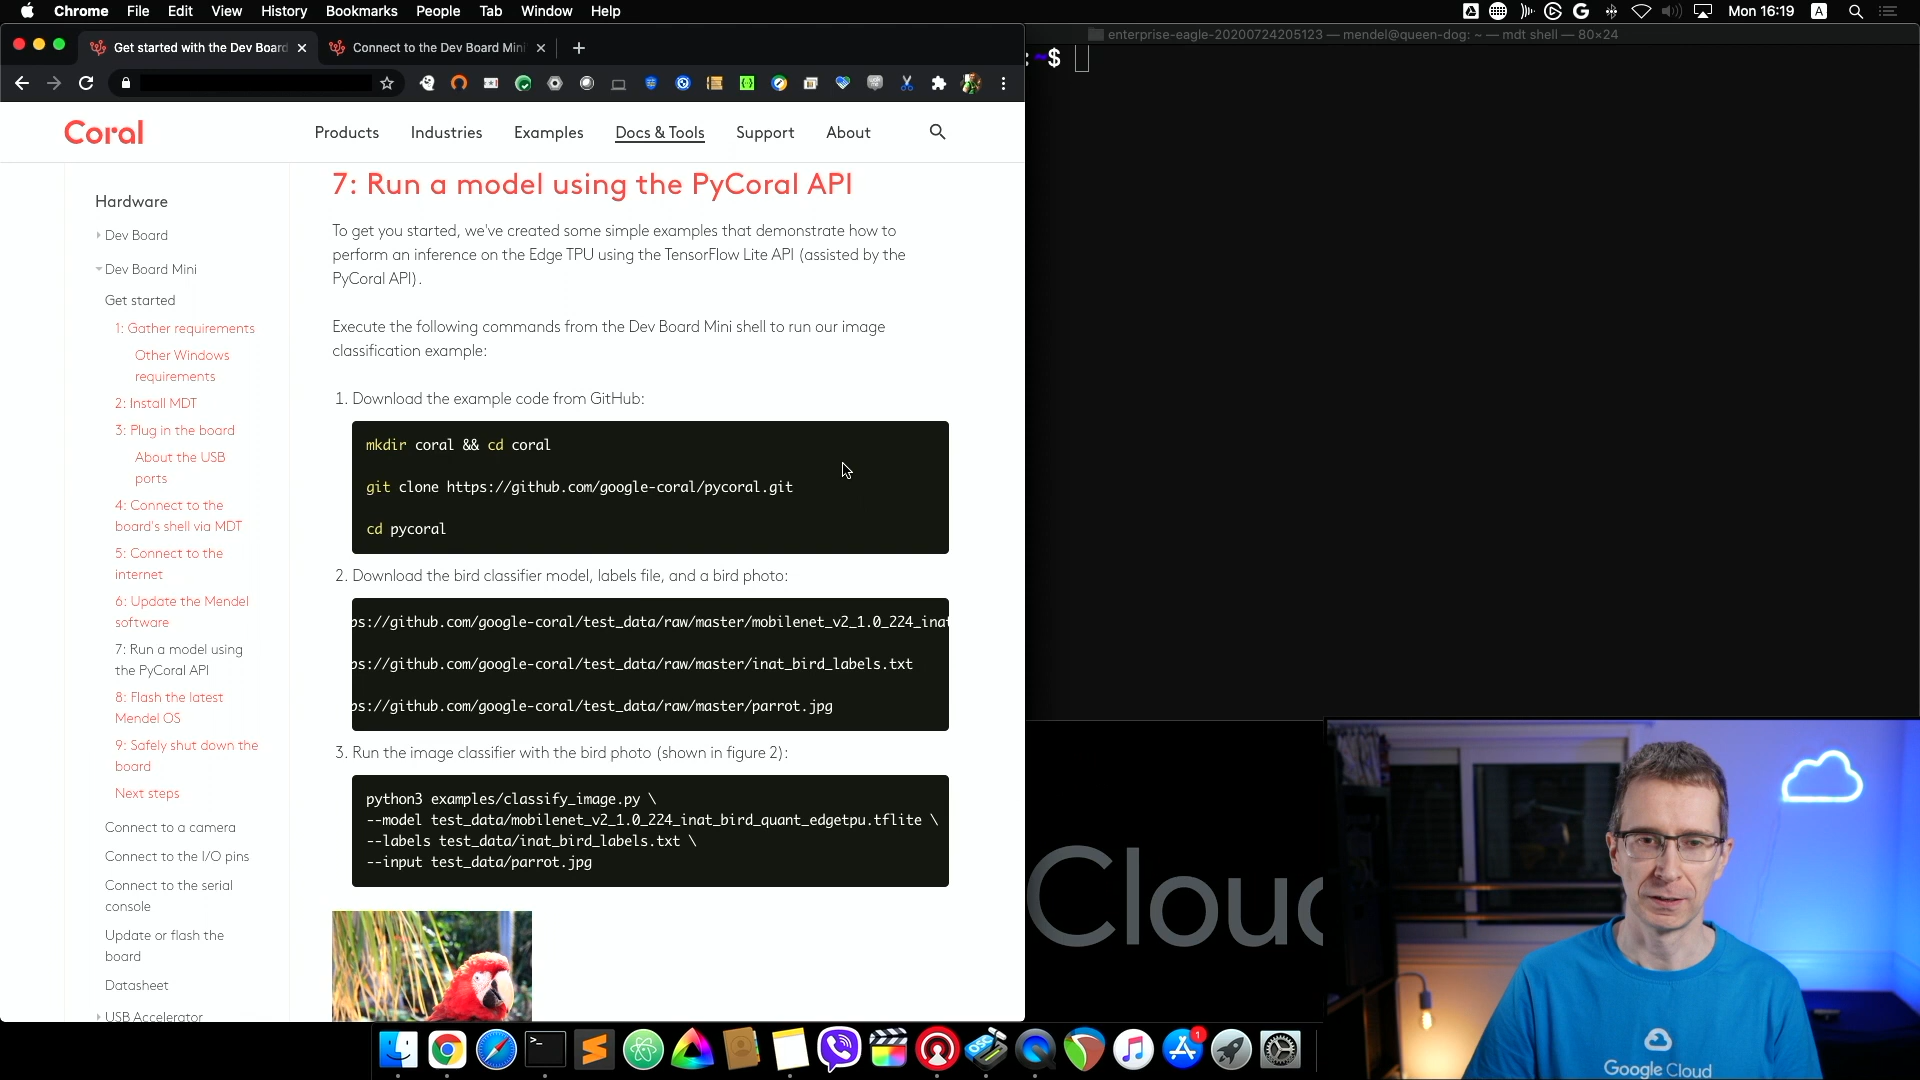 Chrome File Edit View History Bookmarks People Tab Window Help
Mon 16:19 A
Get started with the Dev Board
Connect to the Dev Board Mini
enterprise-eagle-20200724205123 — mendel@queen-dog: ~ — mdt shell — 80×24
:~$
Coral
Products Industries Examples Docs & Tools Support About
Hardware
Dev Board
Dev Board Mini
Get started
1: Gather requirements
Other Windows
requirements
2: Install MDT
3: Plug in the board
About the USB
ports
4: Connect to the
board's shell via MDT
5: Connect to the
internet
6: Update the Mendel
software
7: Run a model using
the PyCoral API
8: Flash the latest
Mendel OS
9: Safely shut down the
board
Next steps
Connect to a camera
Connect to the I/O pins
Connect to the serial
console
Update or flash the
board
Datasheet
USB Accelerator
7: Run a model using the PyCoral API
To get you started, we've created some simple examples that demonstrate how to
perform an inference on the Edge TPU using the TensorFlow Lite API (assisted by the
PyCoral API).
Execute the following commands from the Dev Board Mini shell to run our image
classification example:
1. Download the example code from GitHub:
mkdir coral && cd coral
git clone https://github.com/google-coral/pycoral.git
cd pycoral
2. Download the bird classifier model, labels file, and a bird photo:
ps://github.com/google-coral/test_data/raw/master/mobilenet_v2_1.0_224_inat
ps://github.com/google-coral/test_data/raw/master/inat_bird_labels.txt
ps://github.com/google-coral/test_data/raw/master/parrot.jpg
3. Run the image classifier with the bird photo (shown in figure 2):
python3 examples/classify_image.py \
--model test_data/mobilenet_v2_1.0_224_inat_bird_quant_edgetpu.tflite \
--labels test_data/inat_bird_labels.txt \
--input test_data/parrot.jpg
Cloud
Google Cloud
OSC
1